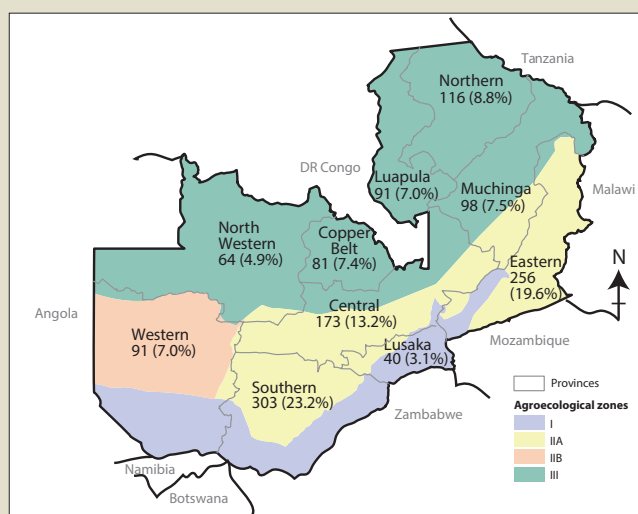 Tanzania
Northern
116 (8.8%)
DR Congo
Luapula
91 (7.0%)
Muchinga
98 (7.5%)
Malawi
North
Western
64 (4.9%)
Copper
Belt
81 (7.4%)
Eastern
256
(19.6%)
N
Central
173 (13.2%)
Angola
Western
91 (7.0%)
Lusaka
40 (3.1%)
Mozambique
Southern
303 (23.2%)
Zambabwe
Namibia
Botswana
Provinces
Agroecological zones
I
IIA
IIB
III